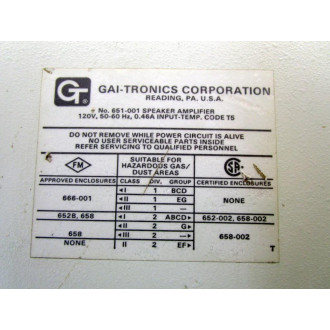 GT
GAI-TRONICS CORPORATION
READING, PA. U.S.A.
No. 651-001 SPEAKER AMPLIFIER
120V, 50-60 Hz, 0.46A INPUT-TEMP. CODE T5
DO NOT REMOVE WHILE POWER CIRCUIT IS ALIVE
NO USER SERVICEABLE PARTS INSIDE
REFER SERVICING TO QUALIFIED PERSONNEL
FM
SUITABLE FOR
HAZARDOUS GAS/
DUST AREAS
SA
APPROVED ENCLOSURES CLASS DIV. GROUP CERTIFIED ENCLOSURES
666-001 I 1 BCD NONE
II 1 EG
III 1 —
652B, 658 I 2 ABCD 652-002, 658-002
658 II 2 G 658-002
III 2 —
NONE II 2 EF
T